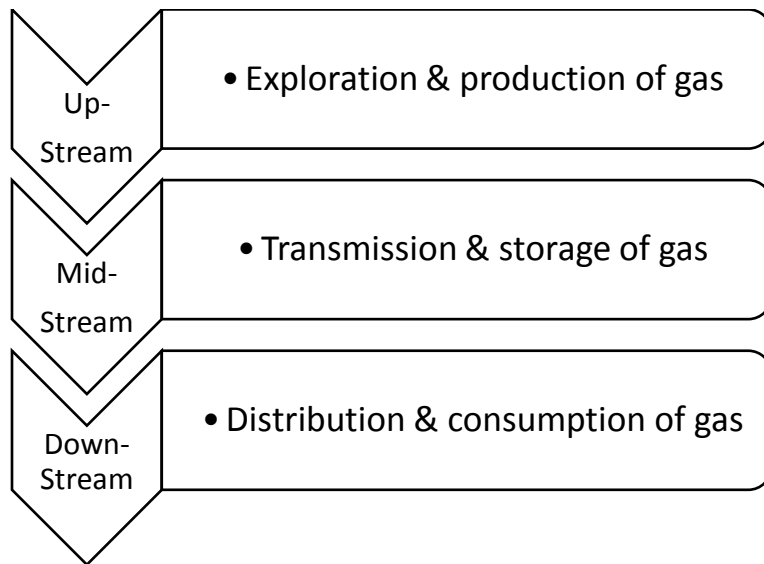 Up-
Stream
• Exploration & production of gas
Mid-
Stream
• Transmission & storage of gas
Down-
Stream
• Distribution & consumption of gas